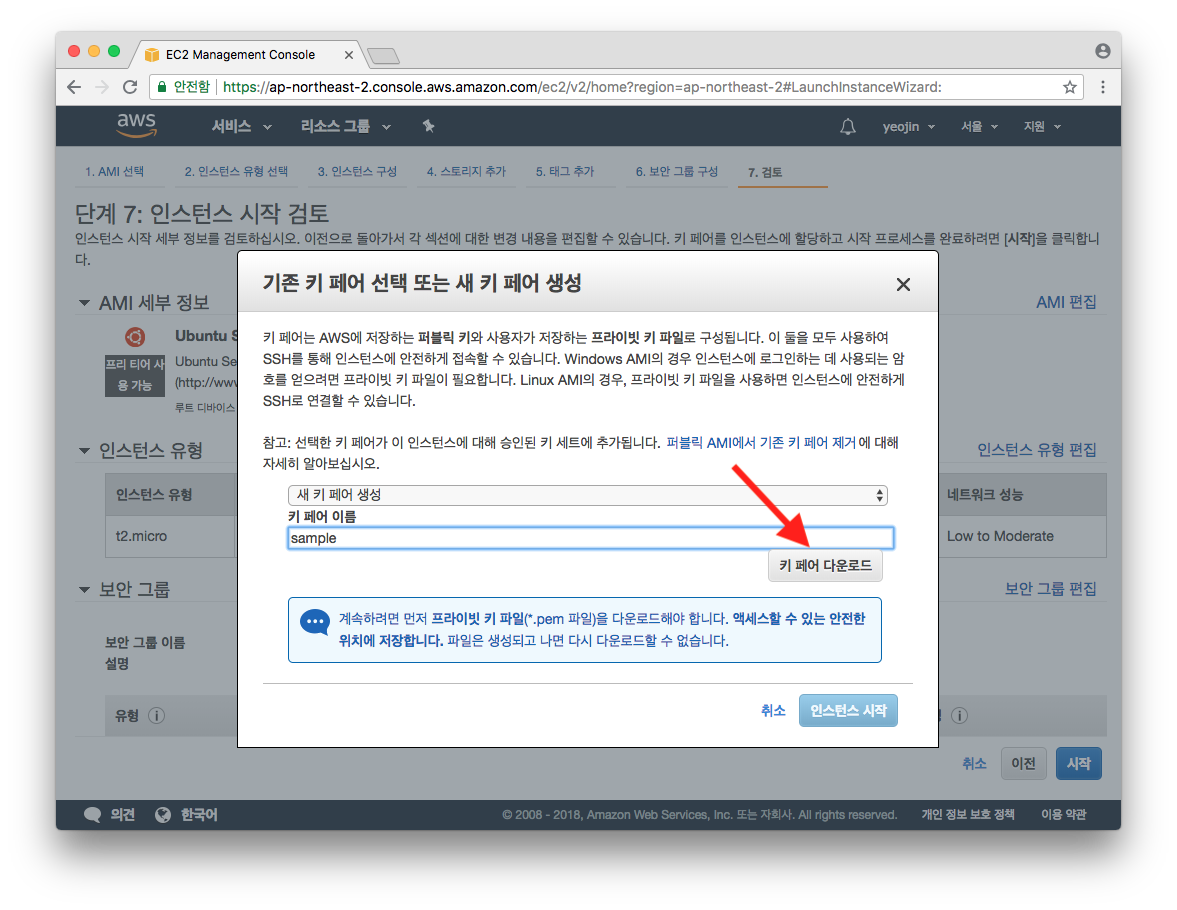 EC2 Management Console
안전함 https://ap-northeast-2.console.aws.amazon.com/ec2/v2/home?region=ap-northeast-2#LaunchInstanceWizard:
aws 서비스 리소스 그룹 yeojin 서울 지원
1. AMI 선택 2. 인스턴스 유형 선택 3. 인스턴스 구성 4. 스토리지 추가 5. 태그 추가 6. 보안 그룹 구성 7. 검토
단계 7: 인스턴스 시작 검토
인스턴스 시작 세부 정보를 검토하십시오. 이전으로 돌아가서 각 섹션에 대한 변경 내용을 편집할 수 있습니다. 키 페어를 인스턴스에 할당하고 시작 프로세스를 완료하려면 [시작]을 클릭합니
다.
AMI 세부 정보 AMI 편집
Ubuntu S
프리 티어 사
용 가능
Ubuntu Se
(http://www
루트 디바이스
인스턴스 유형 인스턴스 유형 편집
인스턴스 유형 네트워크 성능
t2.micro Low to Moderate
보안 그룹 보안 그룹 편집
보안 그룹 이름
설명
유형
취소 이전 시작
기존 키 페어 선택 또는 새 키 페어 생성
키 페어는 AWS에 저장하는 퍼블릭 키와 사용자가 저장하는 프라이빗 키 파일로 구성됩니다. 이 둘을 모두 사용하여
SSH를 통해 인스턴스에 안전하게 접속할 수 있습니다. Windows AMI의 경우 인스턴스에 로그인하는 데 사용되는 암
호를 얻으려면 프라이빗 키 파일이 필요합니다. Linux AMI의 경우, 프라이빗 키 파일을 사용하면 인스턴스에 안전하게
SSH로 연결할 수 있습니다.
참고: 선택한 키 페어가 이 인스턴스에 대해 승인된 키 세트에 추가됩니다. 퍼블릭 AMI에서 기존 키 페어 제거에 대해
자세히 알아보십시오.
새 키 페어 생성
키 페어 이름
sample
키 페어 다운로드
계속하려면 먼저 프라이빗 키 파일(*.pem 파일)을 다운로드해야 합니다. 액세스할 수 있는 안전한
위치에 저장합니다. 파일은 생성되고 나면 다시 다운로드할 수 없습니다.
취소 인스턴스 시작
의견 한국어 © 2008 - 2018, Amazon Web Services, Inc. 또는 자회사. All rights reserved. 개인 정보 보호 정책 이용 약관